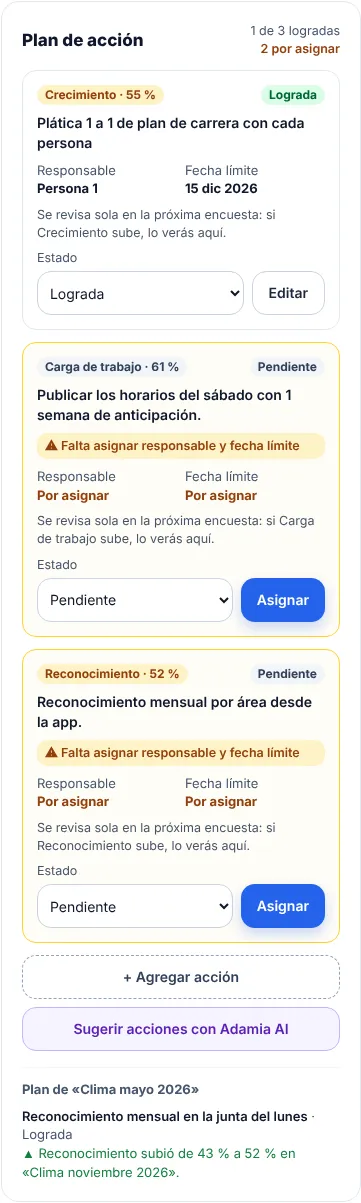 Plan de acción
1 de 3 logradas
2 por asignar
Crecimiento · 55 %
Lograda
Plática 1 a 1 de plan de carrera con cada
persona
Responsable
Fecha límite
Persona 1
15 dic 2026
Se revisa sola en la próxima encuesta: si
Crecimiento sube, lo verás aquí.
Estado
Lograda
Editar
Carga de trabajo · 61 %
Pendiente
Publicar los horarios del sábado con 1
semana de anticipación.
⚠ Falta asignar responsable y fecha límite
Responsable
Fecha límite
Por asignar
Por asignar
Se revisa sola en la próxima encuesta: si Carga
de trabajo sube, lo verás aquí.
Estado
Pendiente
Asignar
Reconocimiento · 52 %
Pendiente
Reconocimiento mensual por área desde
la app.
⚠ Falta asignar responsable y fecha límite
Responsable
Fecha límite
Por asignar
Por asignar
Se revisa sola en la próxima encuesta: si
Reconocimiento sube, lo verás aquí.
Estado
Pendiente
Asignar
+ Agregar acción
Sugerir acciones con Adamia AI
Plan de «Clima mayo 2026»
Reconocimiento mensual en la junta del lunes ·
Lograda
▲ Reconocimiento subió de 43 % a 52 % en
«Clima noviembre 2026».